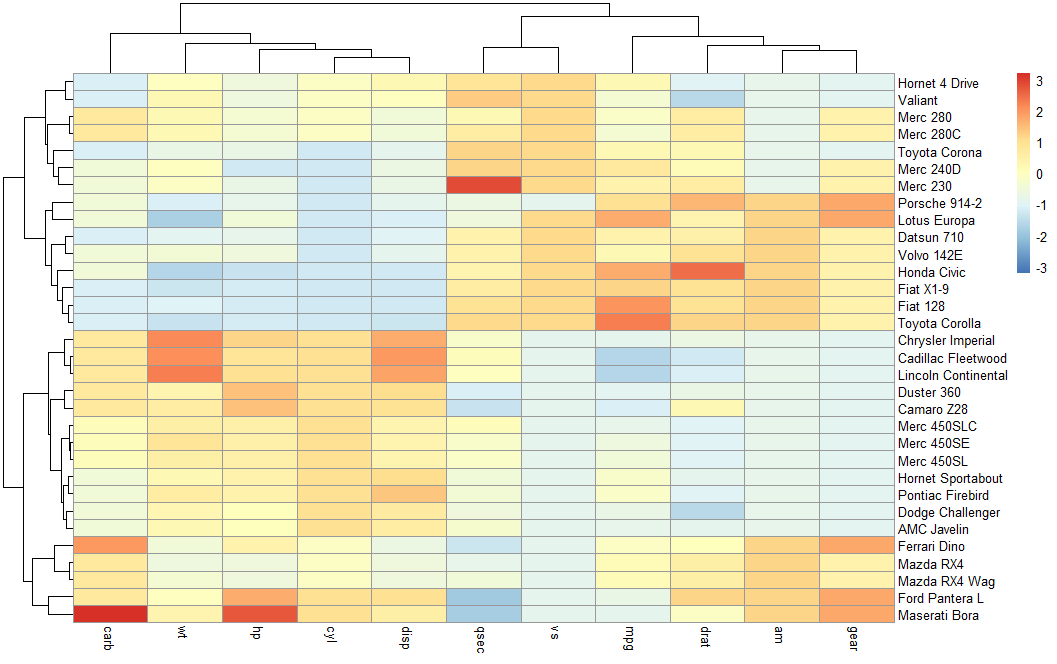 Hornet 4 Drive
Valiant
Merc 280
Merc 280C
Toyota Corona
Merc 240D
Merc 230
Porsche 914-2
Lotus Europa
Datsun 710
Volvo 142E
Honda Civic
Fiat X1-9
Fiat 128
Toyota Corolla
Chrysler Imperial
Cadillac Fleetwood
Lincoln Continental
Duster 360
Camaro Z28
Merc 450SLC
Merc 450SE
Merc 450SL
Hornet Sportabout
Pontiac Firebird
Dodge Challenger
AMC Javelin
Ferrari Dino
Mazda RX4
Mazda RX4 Wag
Ford Pantera L
Maserati Bora
carb
wt
hp
cyl
disp
qsec
vs
mpg
drat
am
gear
3
2
1
0
-1
-2
-3